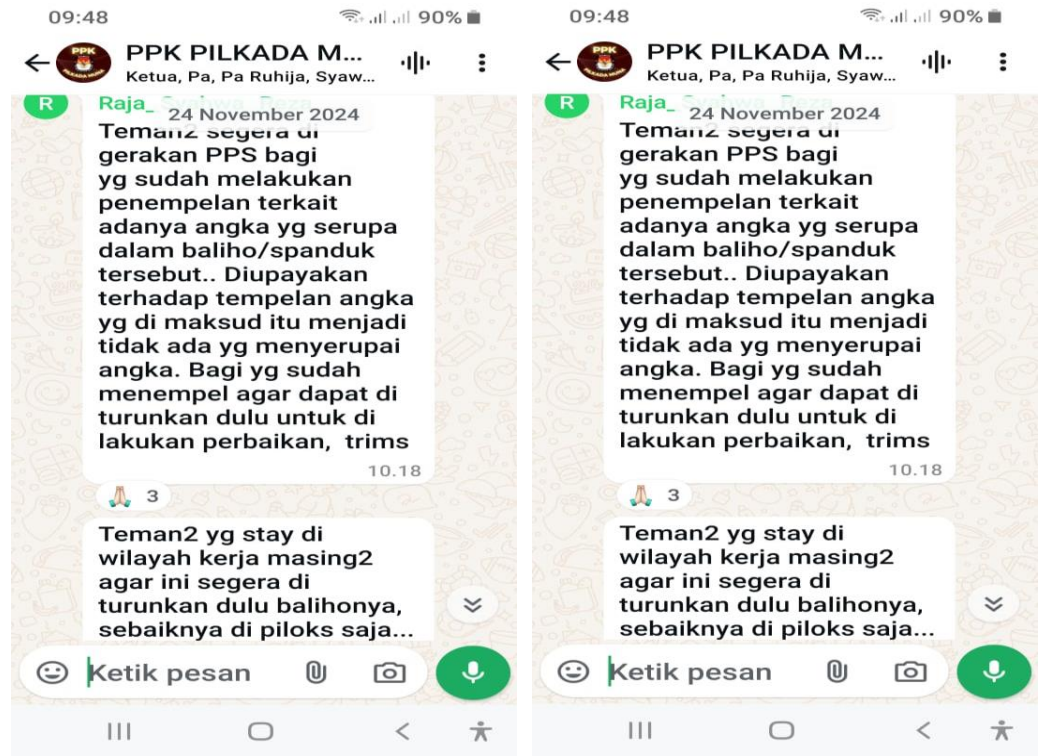 09:48
90%
PPK PILKADA M...
Ketua, Pa, Pa Ruhija, Syaw...
R
Raja_
24 November 2024
Teman2 segera di
gerakan PPS bagi
yg sudah melakukan
penempelan terkait
adanya angka yg serupa
dalam baliho/spanduk
tersebut.. Diupayakan
terhadap tempelan angka
yg di maksud itu menjadi
tidak ada yg menyerupai
angka. Bagi yg sudah
menempel agar dapat di
turunkan dulu untuk di
lakukan perbaikan, trims
10.18
3
Teman2 yg stay di
wilayah kerja masing2
agar ini segera di
turunkan dulu balihonya,
sebaiknya di piloks saja...
Ketik pesan
09:48
90%
PPK PILKADA M...
Ketua, Pa, Pa Ruhija, Syaw...
R
Raja_
24 November 2024
Teman2 segera di
gerakan PPS bagi
yg sudah melakukan
penempelan terkait
adanya angka yg serupa
dalam baliho/spanduk
tersebut.. Diupayakan
terhadap tempelan angka
yg di maksud itu menjadi
tidak ada yg menyerupai
angka. Bagi yg sudah
menempel agar dapat di
turunkan dulu untuk di
lakukan perbaikan, trims
10.18
3
Teman2 yg stay di
wilayah kerja masing2
agar ini segera di
turunkan dulu balihonya,
sebaiknya di piloks saja...
Ketik pesan